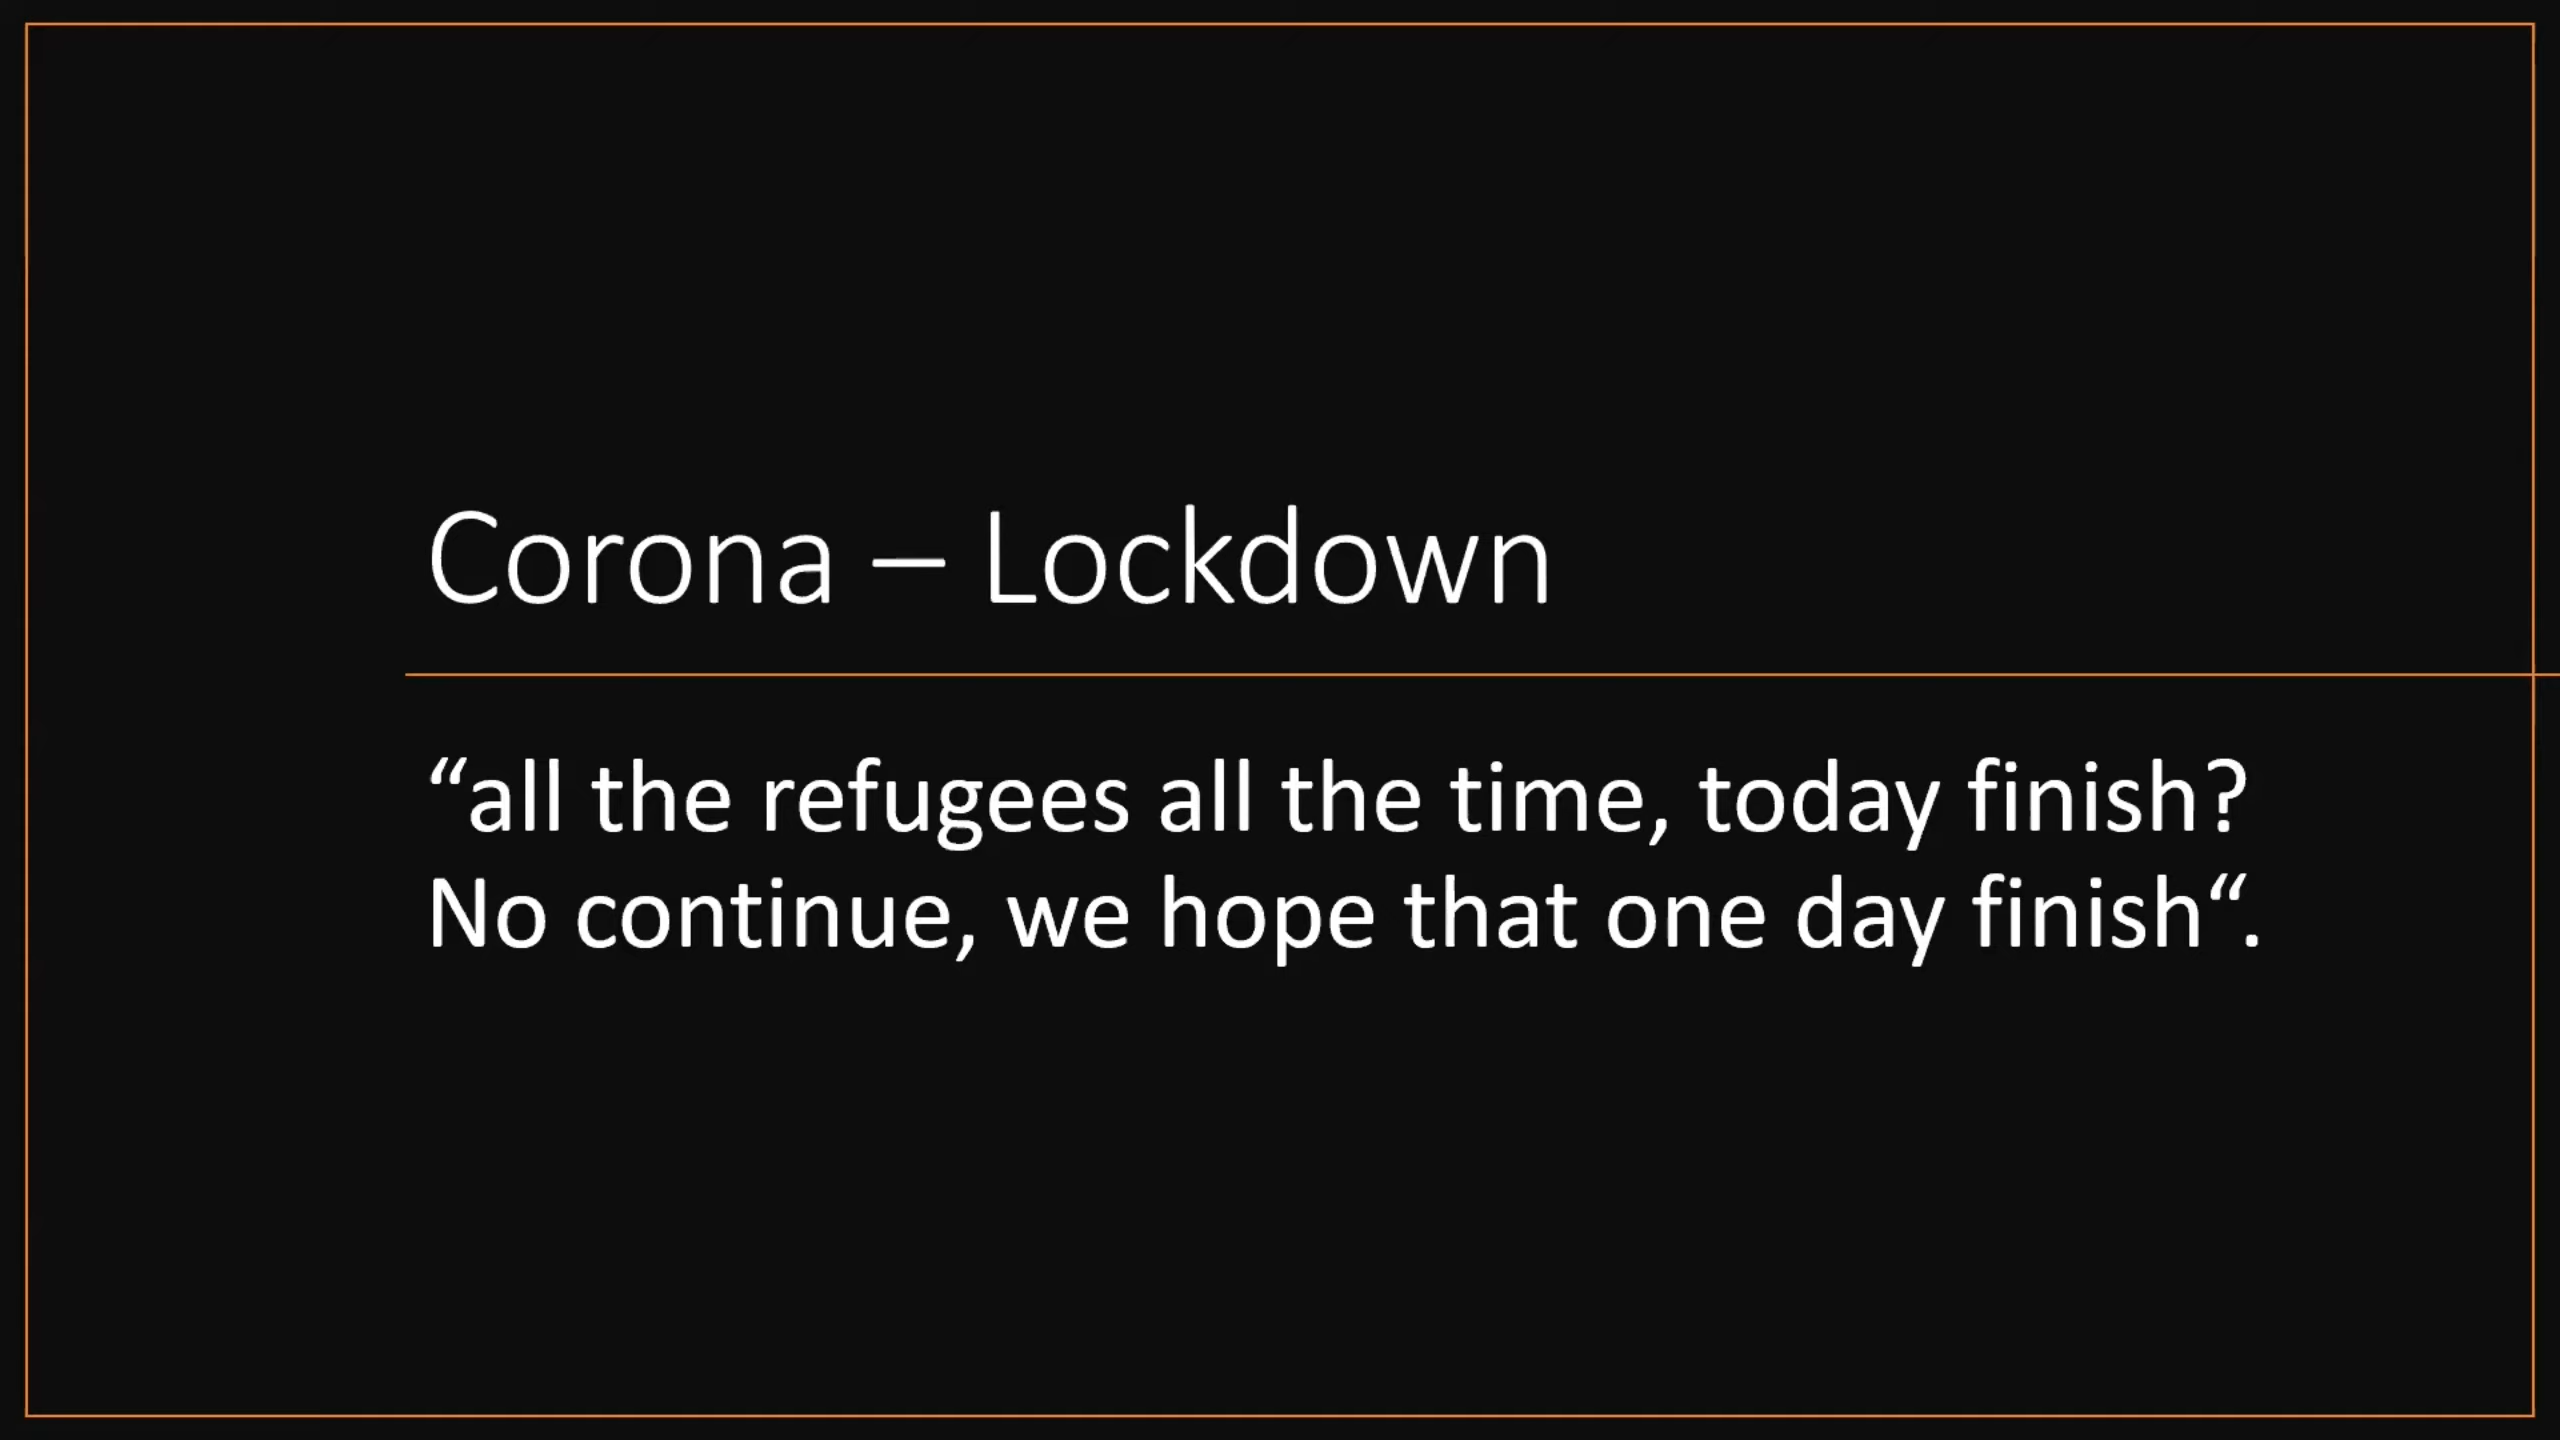 Corona – Lockdown
“all the refugees all the time, today finish?
No continue, we hope that one day finish“.